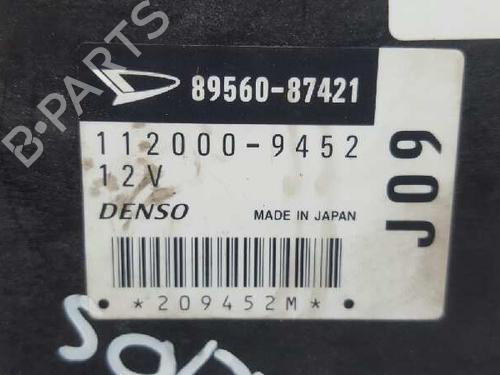 B-PARTS
89560-87421
112000-9452
12V
DENSO MADE IN JAPAN
*209452M*
J09